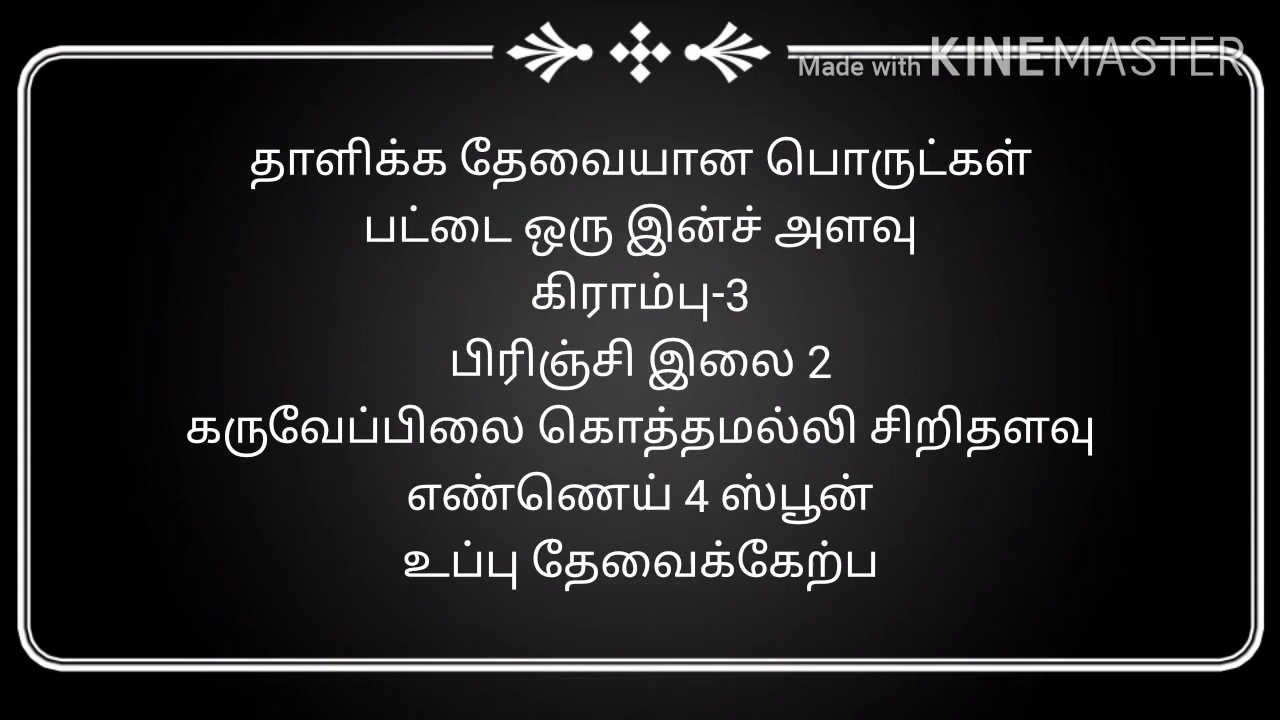 Made with KINEMASTER
தாளிக்க தேவையான பொருட்கள்
பட்டை ஒரு இன்ச் அளவு
கிராம்பு-3
பிரிஞ்சி இலை 2
கருவேப்பிலை கொத்தமல்லி சிறிதளவு
எண்ணெய் 4 ஸ்பூன்
உப்பு தேவைக்கேற்ப